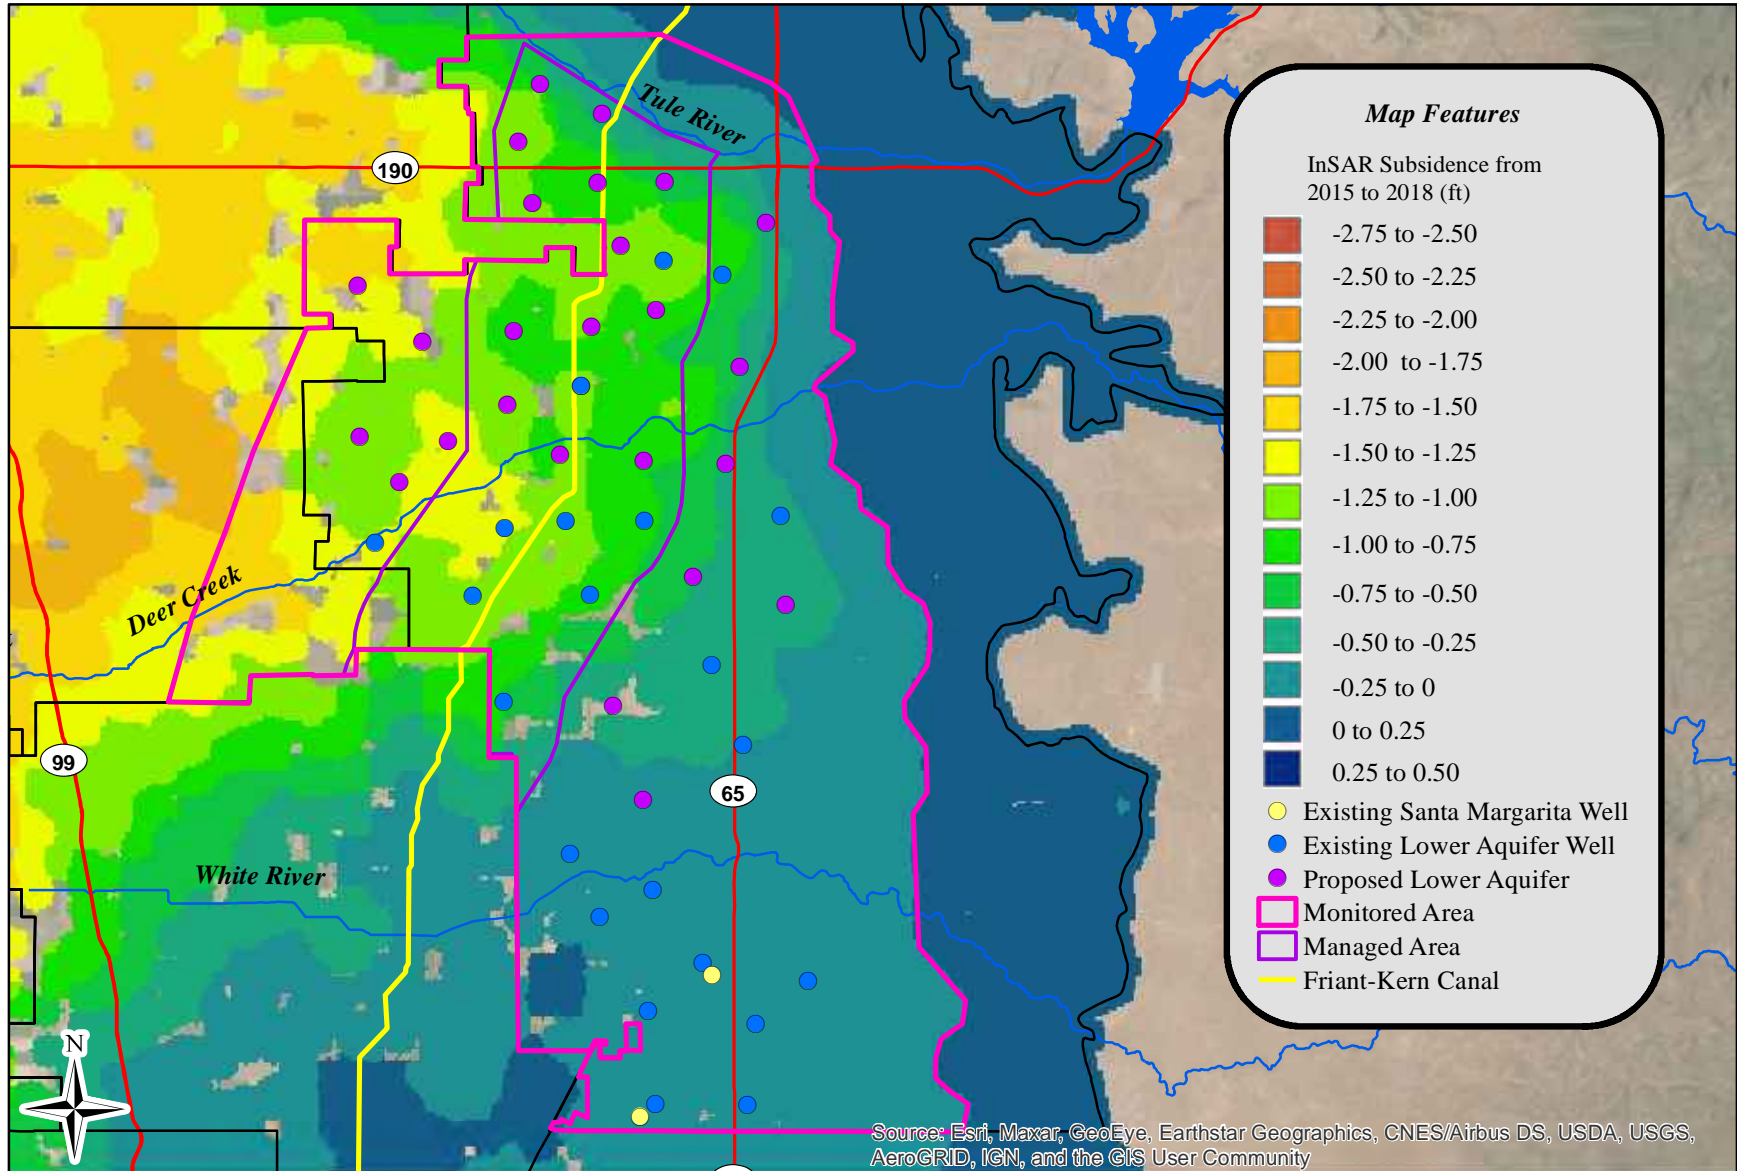 Tule River
190
Deer Creek
99
65
White River
N
Map Features
InSAR Subsidence from
2015 to 2018 (ft)
-2.75 to -2.50
-2.50 to -2.25
-2.25 to -2.00
-2.00 to -1.75
-1.75 to -1.50
-1.50 to -1.25
-1.25 to -1.00
-1.00 to -0.75
-0.75 to -0.50
-0.50 to -0.25
-0.25 to 0
0 to 0.25
0.25 to 0.50
Existing Santa Margarita Well
Existing Lower Aquifer Well
Proposed Lower Aquifer
Monitored Area
Managed Area
Friant-Kern Canal
Source: Esri, Maxar, GeoEye, Earthstar Geographics, CNES/Airbus DS, USDA, USGS,
AeroGRID, IGN, and the GIS User Community